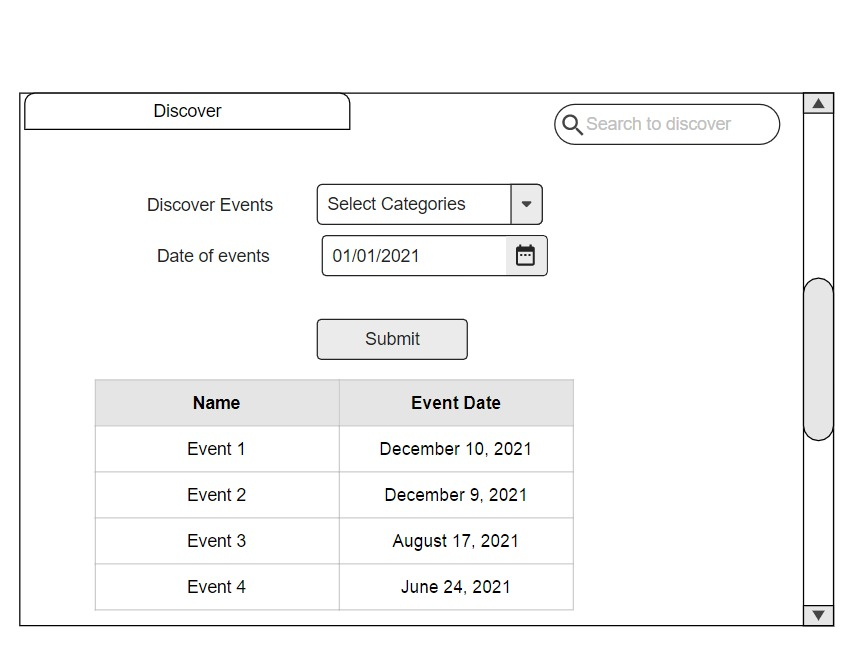 Discover
Search to discover
Discover Events
Select Categories
Date of events
01/01/2021
Submit
Name Event Date
Event 1 December 10, 2021
Event 2 December 9, 2021
Event 3 August 17, 2021
Event 4 June 24, 2021